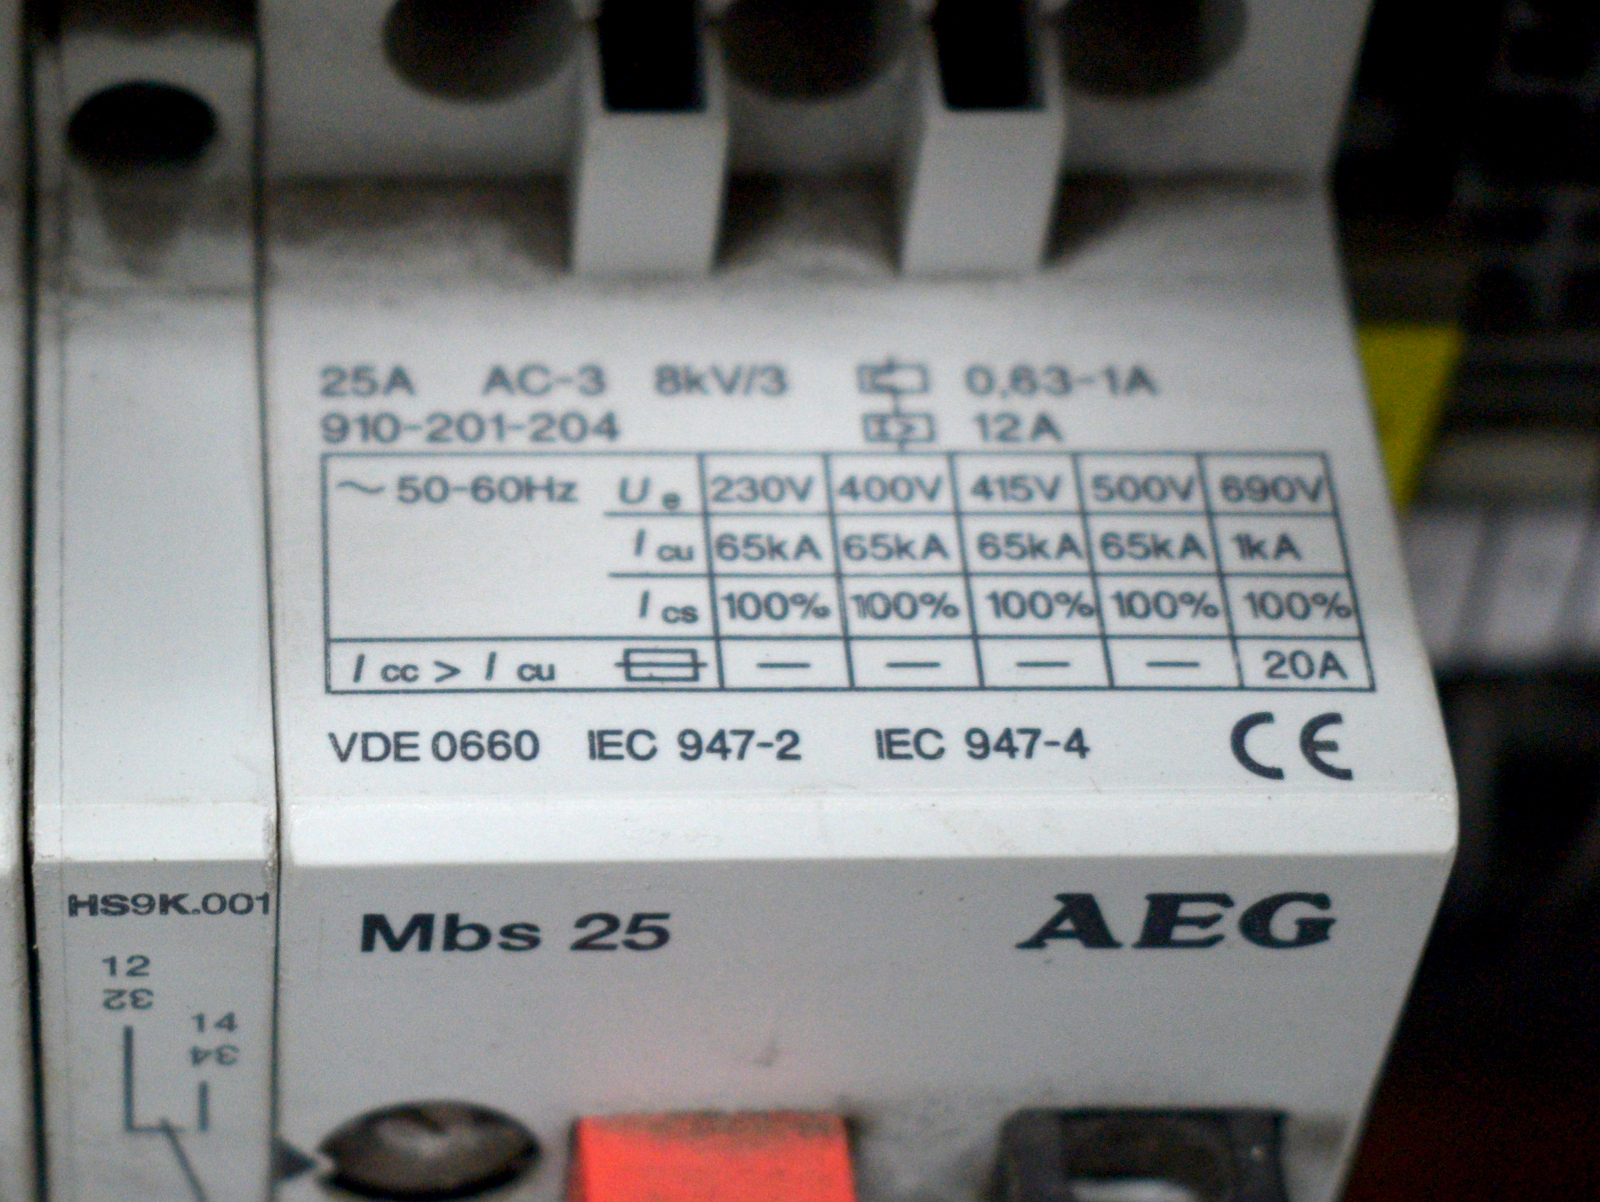 25A AC-3 8kV/3 0,63-1A
910-201-204 12A
~ 50-60Hz Ue 230V 400V 415V 500V 690V
Icu 65kA 65kA 65kA 65kA 1kA
Ics 100% 100% 100% 100% 100%
Icc > Icu — — — — 20A
VDE 0660 IEC 947-2 IEC 947-4 CE
HS9K.001
Mbs 25 AEG
12
32
14
34